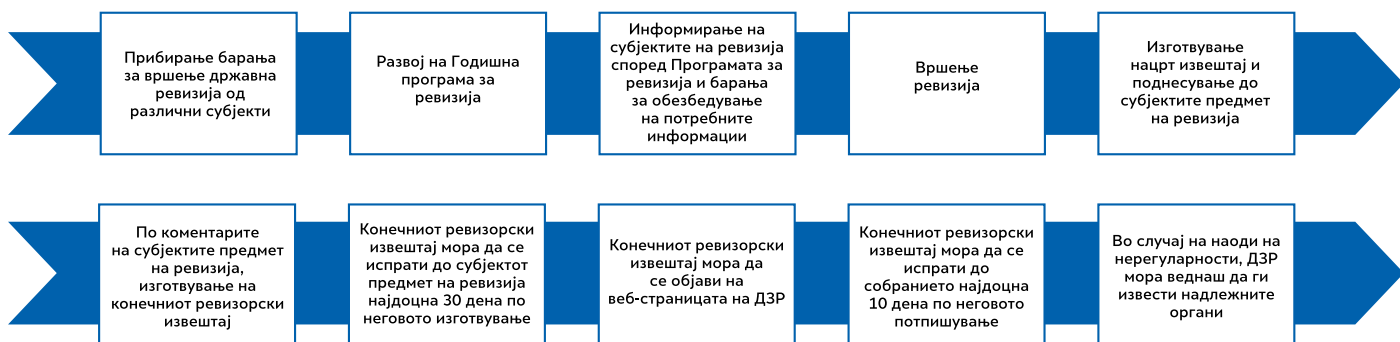 Прибирање барања
за вршење државна
ревизија од
различни субјекти
Развој на Годишна
програма за
ревизија
Информирање на
субјектите на ревизија
според Програмата за
ревизија и барања
за обезбедување
на потребните
информации
Вршење
ревизија
Изготвување
нацрт извештај и
поднесување до
субјектите предмет
на ревизија
По коментарите
на субјектите предмет
на ревизија,
изготвување на
конечниот ревизорски
извештај
Конечниот ревизорски
извештај мора да се
испрати до субјектот
предмет на ревизија
најдоцна 30 дена по
неговото изготвување
Конечниот ревизорски
извештај мора да
се објави на
веб-страницата на ДЗР
Конечниот ревизорски
извештај мора да се
испрати до
собранието најдоцна
10 дена по неговото
потпишување
Во случај на наоди на
нерегуларности, ДЗР
мора веднаш да ги
извести надлежните
органи